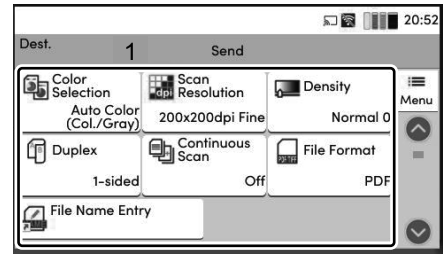 20:52
Dest.
1
Send
Color
Selection
Auto Color
(Col./Gray)
dpi
Scan
Resolution
200x200dpi Fine
Density
Normal 0
Menu
Duplex
1-sided
Continuous
Scan
Off
File Format
PDF
File Name Entry